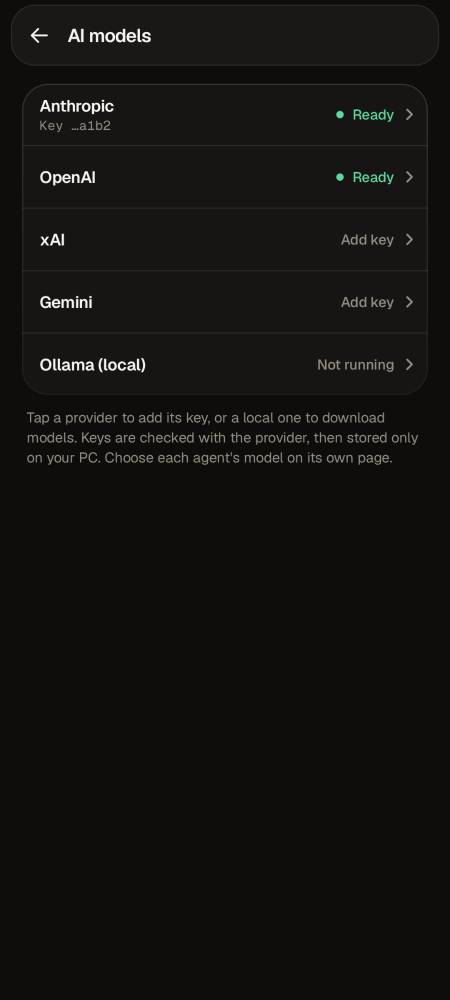 AI models
Anthropic
Key …a1b2
Ready
OpenAI
Ready
xAI
Add key
Gemini
Add key
Ollama (local)
Not running
Tap a provider to add its key, or a local one to download
models. Keys are checked with the provider, then stored only
on your PC. Choose each agent's model on its own page.